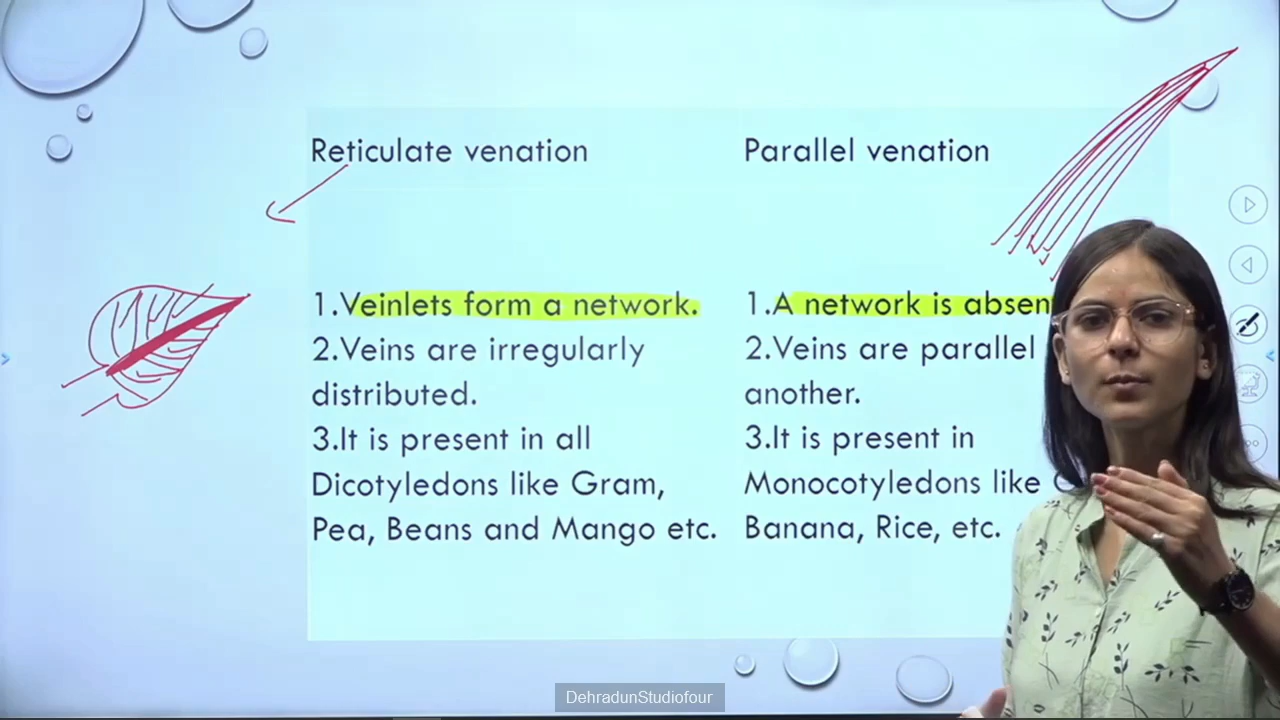 Reticulate venation
Parallel venation
1.Veinlets form a network.
2.Veins are irregularly
distributed.
3.It is present in all
Dicotyledons like Gram,
Pea, Beans and Mango etc.
1.A network is absen
2.Veins are parallel
another.
3.It is present in
Monocotyledons like
Banana, Rice, etc.
DehradunStudiofour